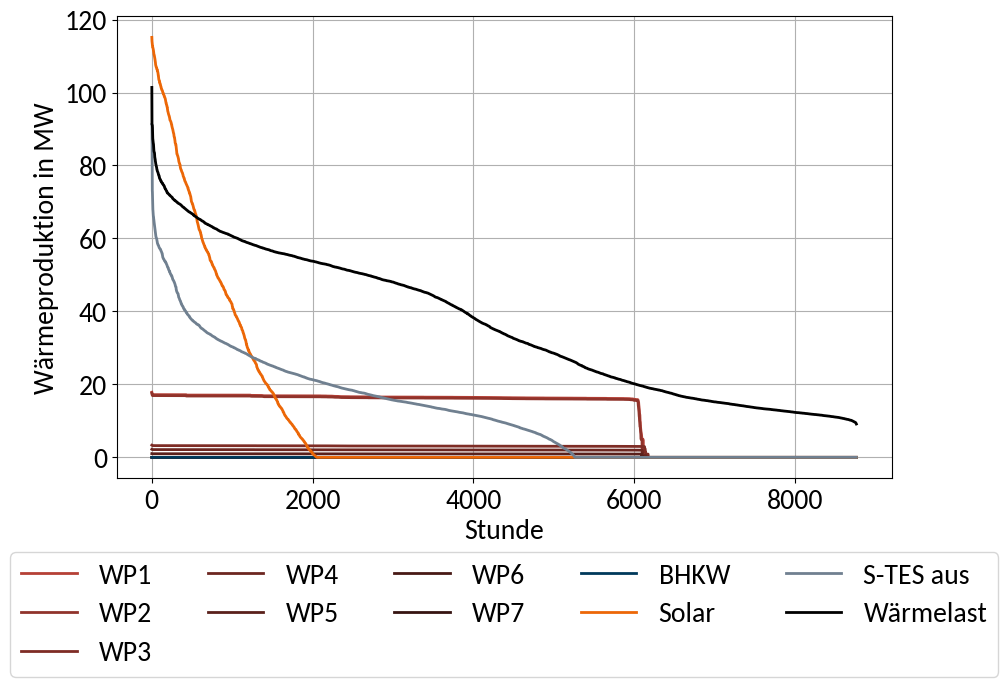 Wärmeproduktion in MW
120
100
80
60
40
20
0
0 2000 4000 6000 8000
Stunde
WP1 WP4 WP6 BHKW S-TES aus
WP2 WP5 WP7 Solar Wärmelast
WP3